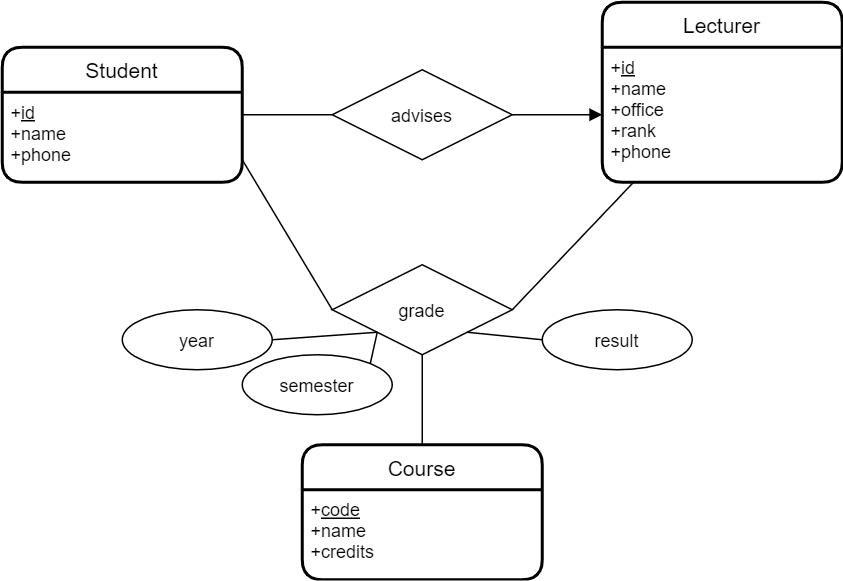 Student
+id
+name
+phone
advises
Lecturer
+id
+name
+office
+rank
+phone
grade
year
semester
result
Course
+code
+name
+credits